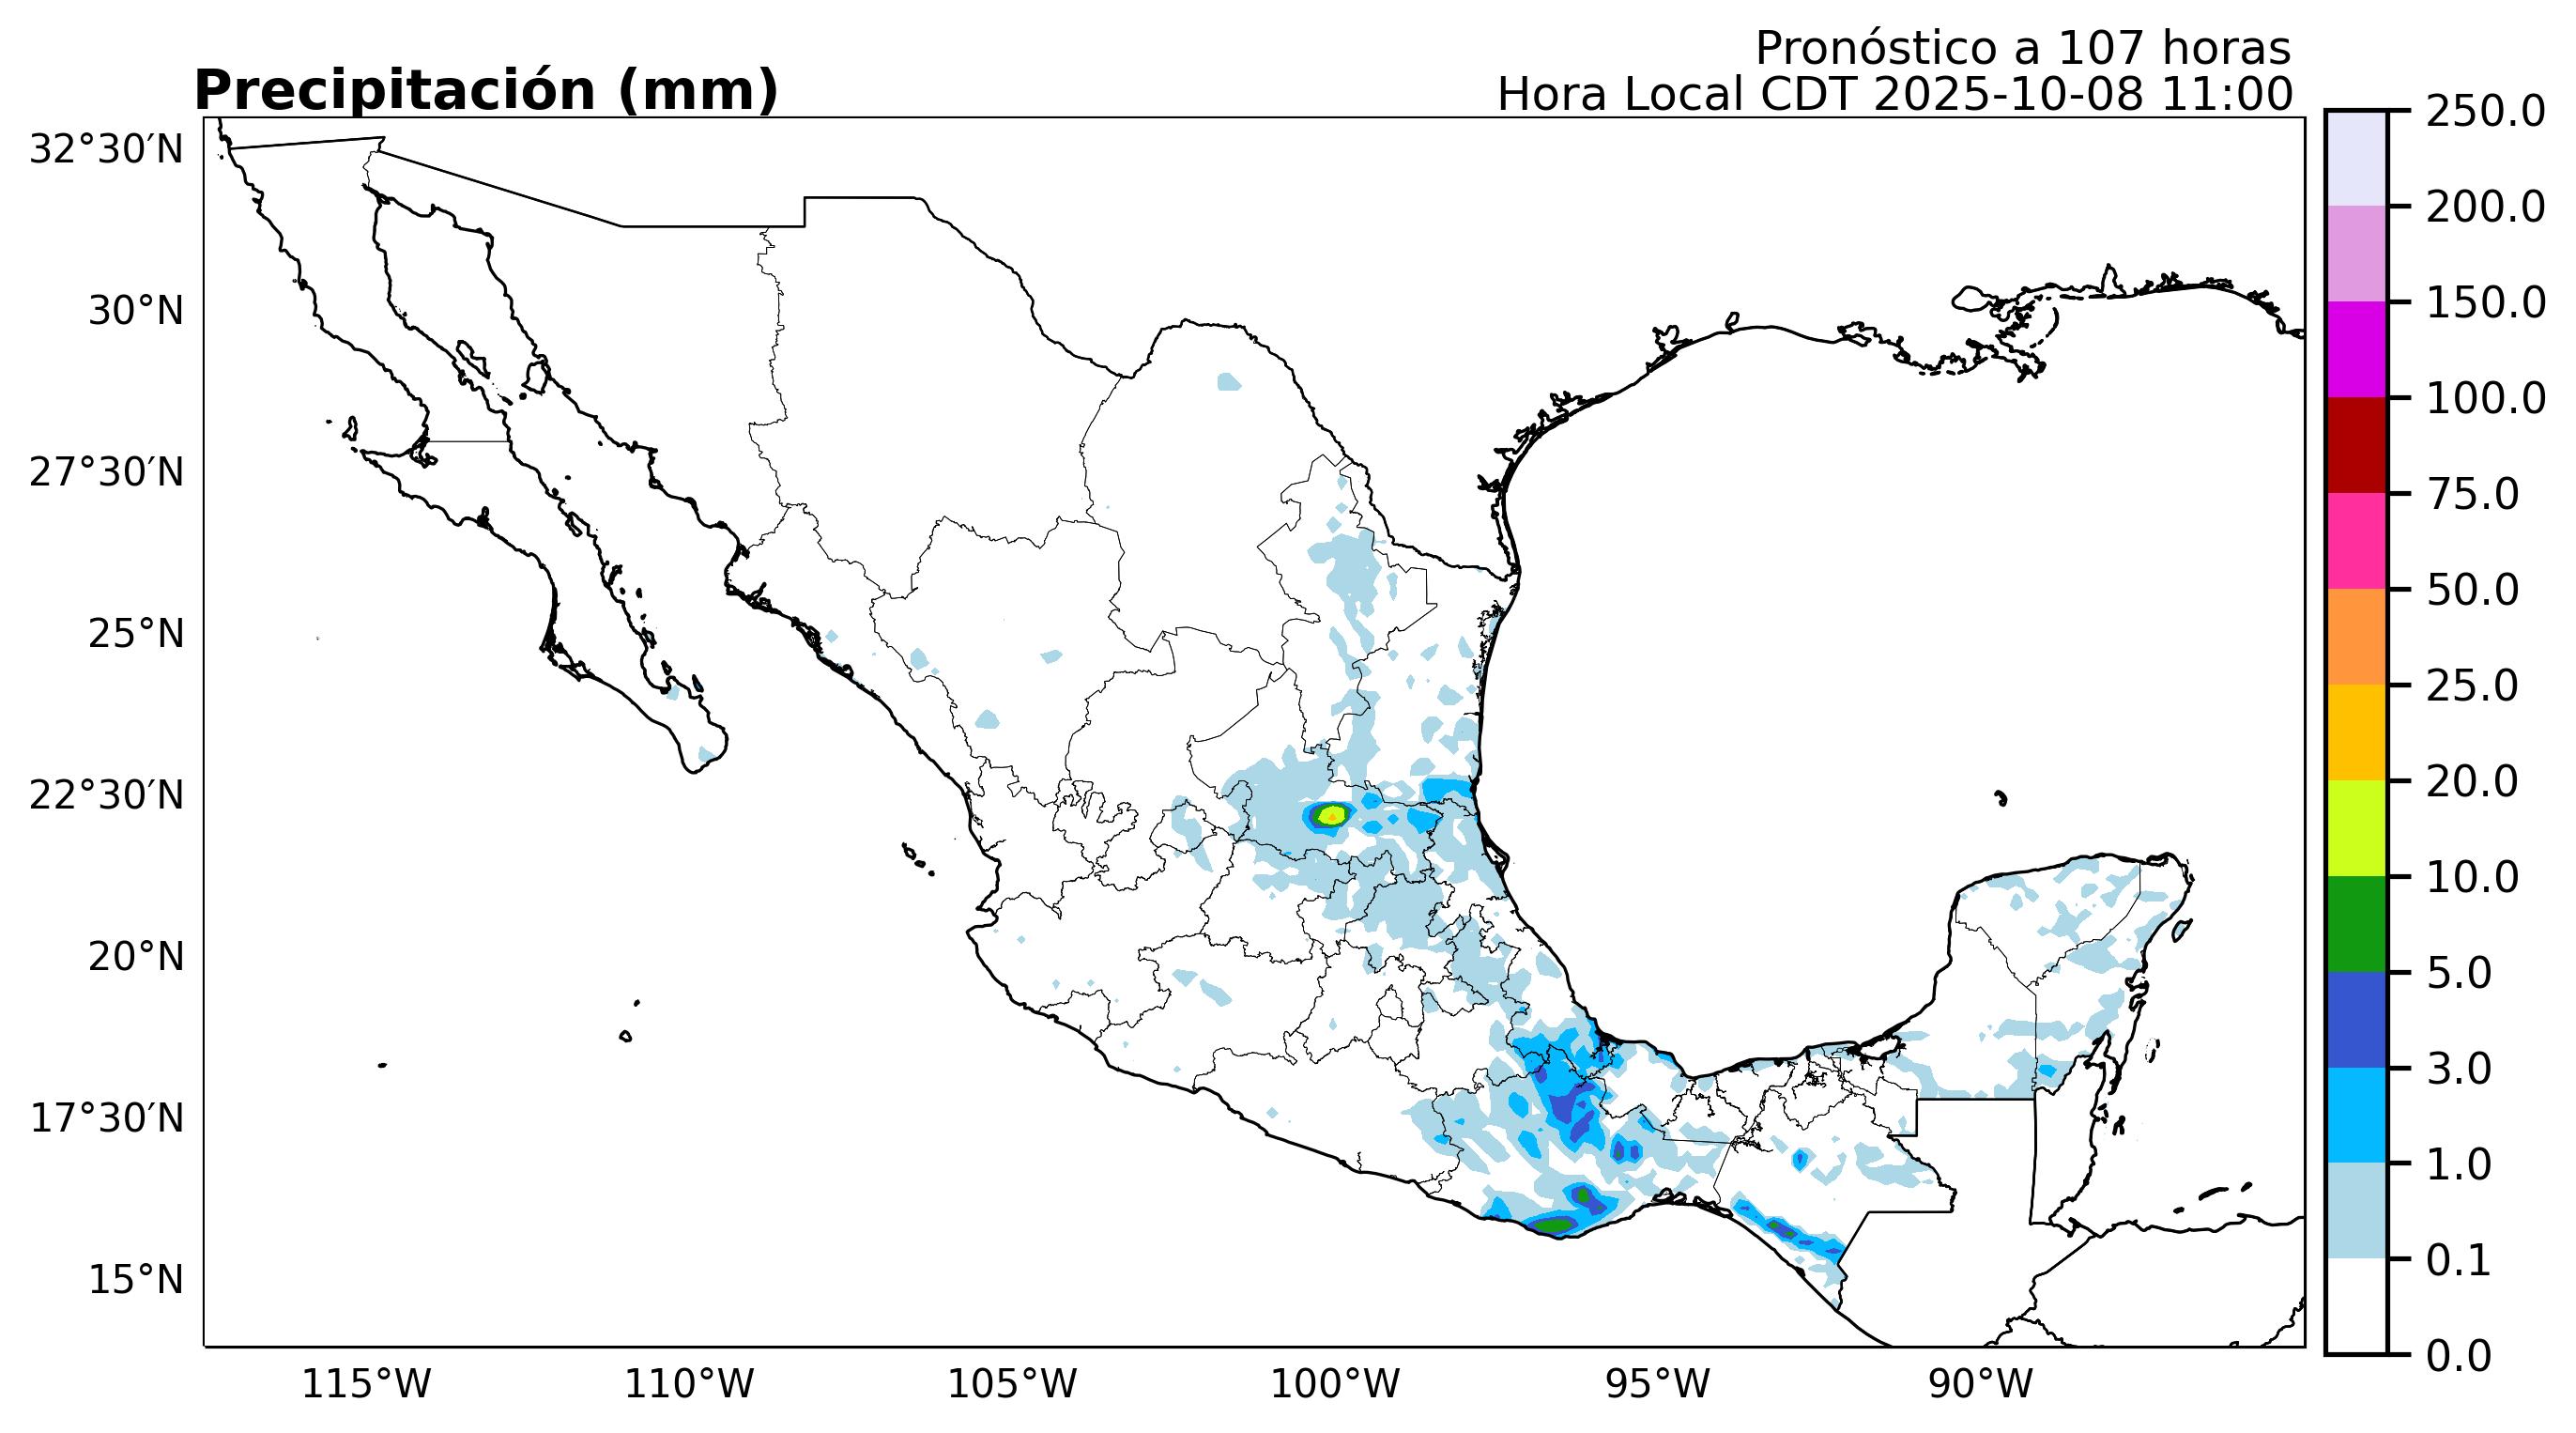 Pronóstico a 107 horas
Precipitación (mm)
Hora Local CDT 2025-10-08 11:00
32°30′N
30°N
27°30′N
25°N
22°30′N
20°N
17°30′N
15°N
115°W
110°W
105°W
100°W
95°W
90°W
250.0
200.0
150.0
100.0
75.0
50.0
25.0
20.0
10.0
5.0
3.0
1.0
0.1
0.0